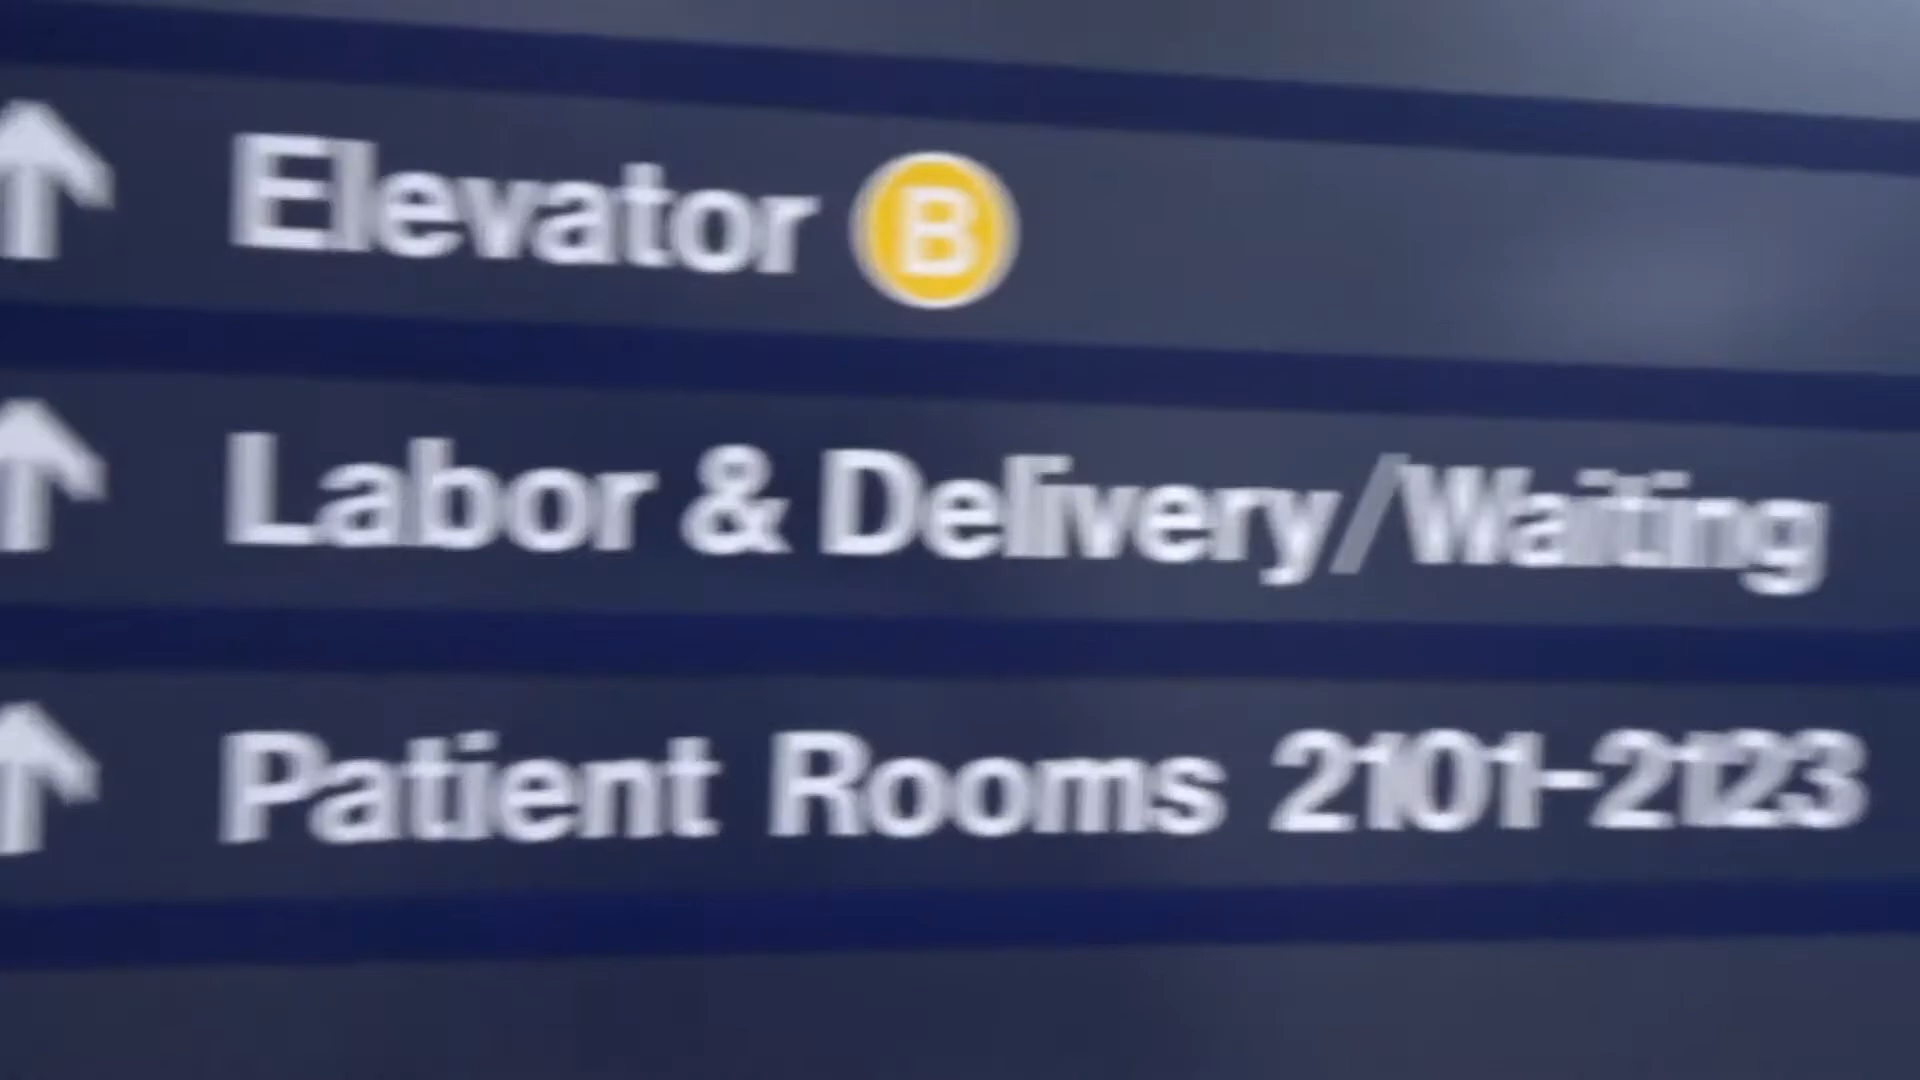 ↑ Elevator B
↑ Labor & Delivery/Waiting
↑ Patient Rooms 2101-2123